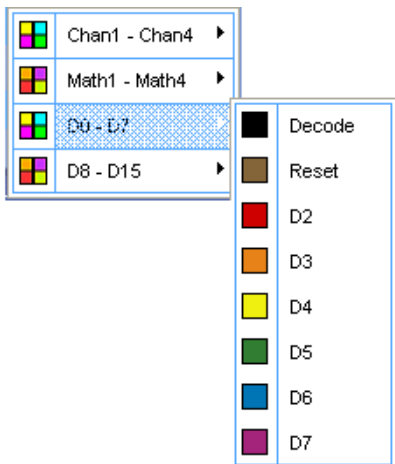 Chan1 - Chan4
Math1 - Math4
D0 - D7
D8 - D15
Decode
Reset
D2
D3
D4
D5
D6
D7